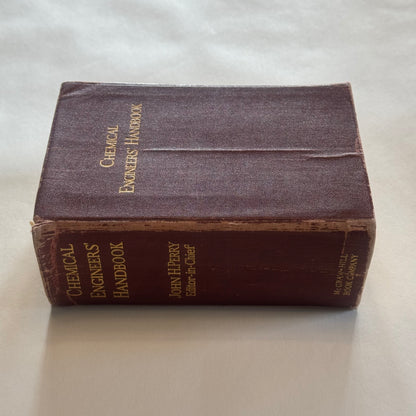 CHEMICAL
ENGINEERS' HANDBOOK
CHEMICAL
ENGINEERS'
HANDBOOK
JOHN H. PERRY
Editor-in-Chief
McGRAW-HILL
BOOK COMPANY